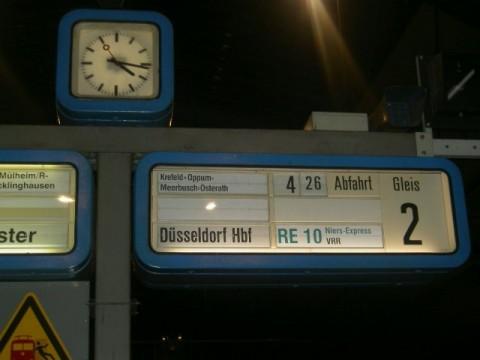 Mülheim/R-
cklinghausen
ster
Krefeld-Oppum-
Meerbusch-Osterath
4 26 Abfahrt
Gleis
2
Düsseldorf Hbf
RE 10
Niers-Express
VRR